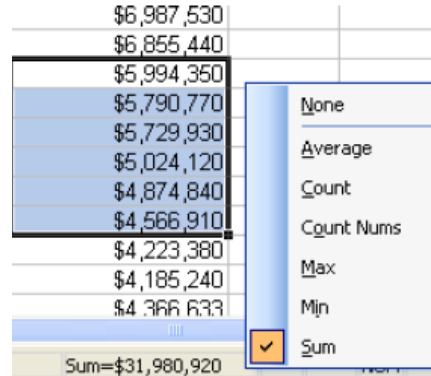 $6,987,530
$6,855,440
$5,994,350
$5,790,770
$5,729,930
$5,024,120
$4,874,840
$4,566,910
$4,223,380
$4,185,240
$4,366,633
None
Average
Count
Count Nums
Max
Min
Sum
Sum=$31,980,920